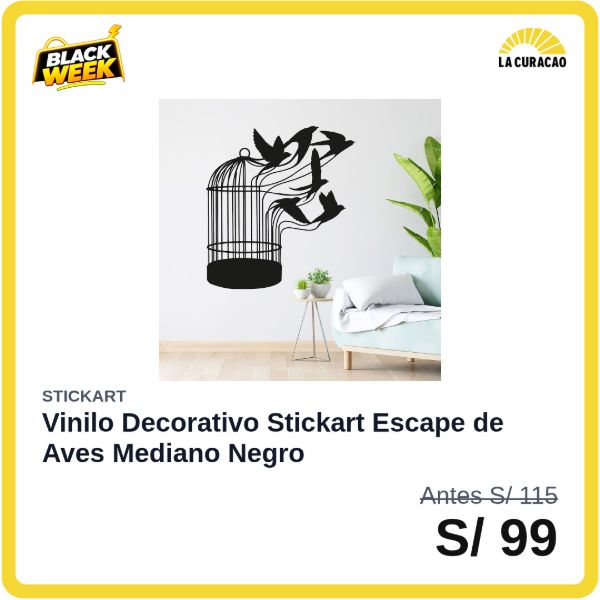 BLACK
WEEK
LA CURACAO
STICKART
Vinilo Decorativo Stickart Escape de
Aves Mediano Negro
Antes S/ 115
S/ 99